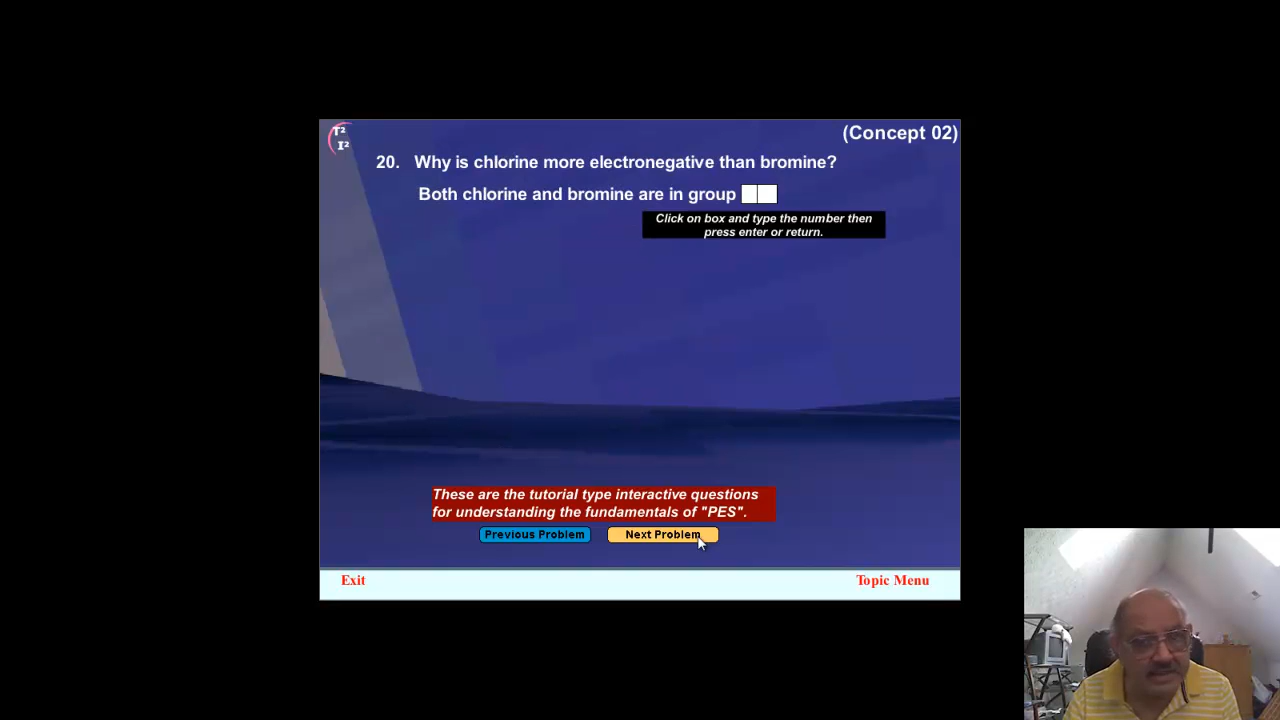 T²
I²
(Concept 02)
20. Why is chlorine more electronegative than bromine?
Both chlorine and bromine are in group
Click on box and type the number then
press enter or return.
These are the tutorial type interactive questions
for understanding the fundamentals of "PES".
Previous Problem Next Problem
Exit Topic Menu